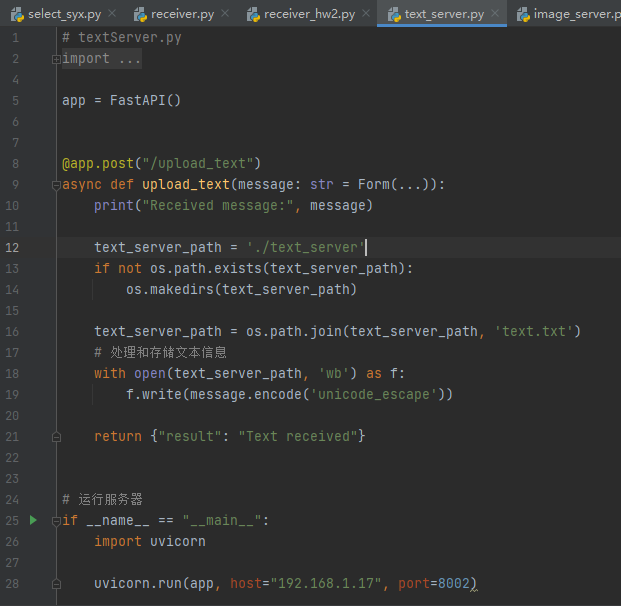 select_syx.py × receiver.py × receiver_hw2.py × text_server.py × image_server.p
1 # textServer.py
2 import ...
4
5 app = FastAPI()
6
7
8 @app.post("/upload_text")
9 async def upload_text(message: str = Form(...)):
10     print("Received message:", message)
11
12     text_server_path = './text_server'
13     if not os.path.exists(text_server_path):
14         os.makedirs(text_server_path)
15
16     text_server_path = os.path.join(text_server_path, 'text.txt')
17     # 处理和存储文本信息
18     with open(text_server_path, 'wb') as f:
19         f.write(message.encode('unicode_escape'))
20
21     return {"result": "Text received"}
22
23
24 # 运行服务器
25 if __name__ == "__main__":
26     import uvicorn
27
28     uvicorn.run(app, host="192.168.1.17", port=8002)